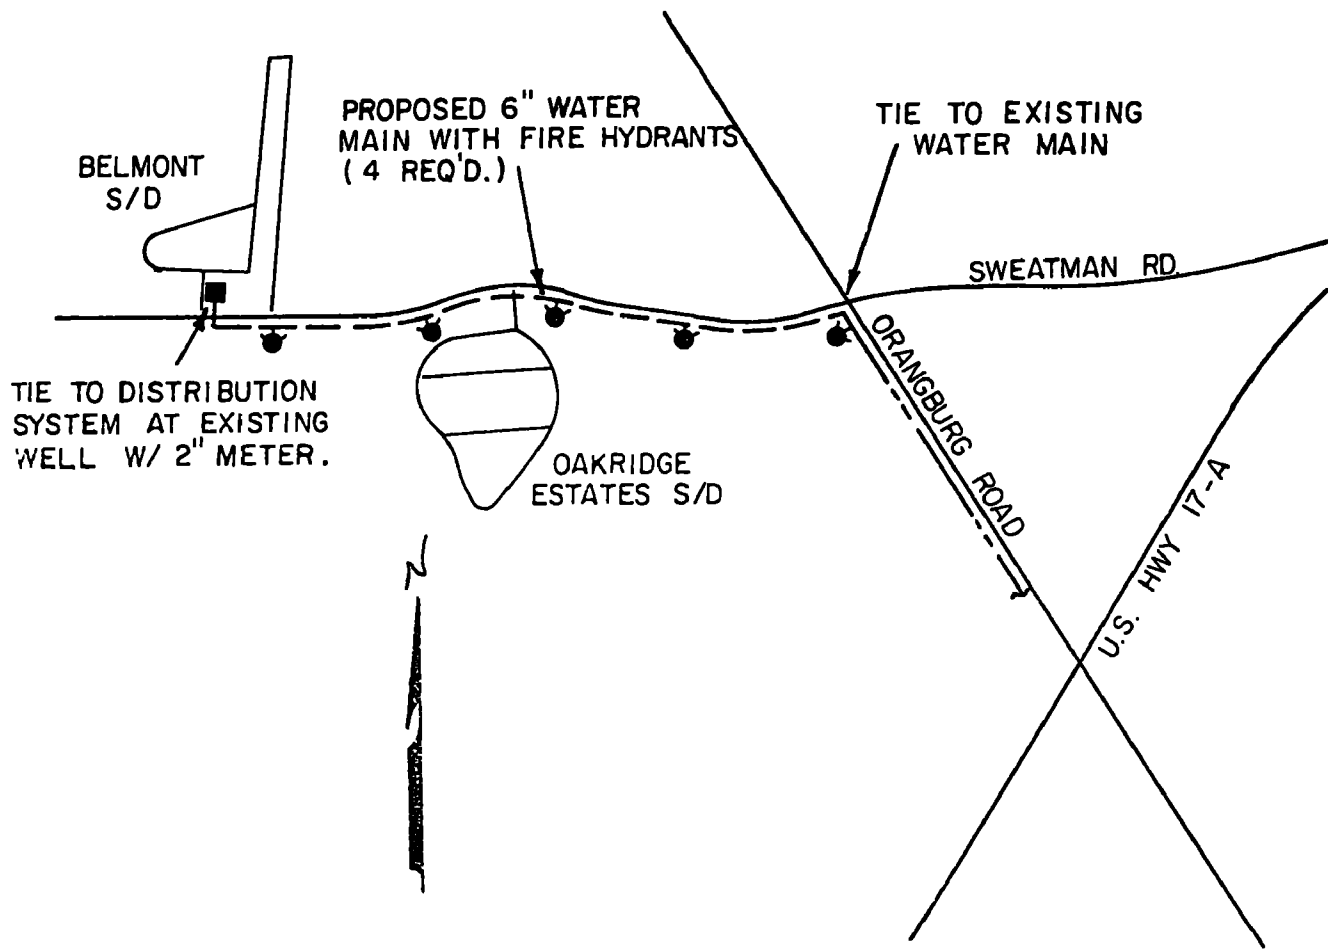 PROPOSED 6" WATER
MAIN WITH FIRE HYDRANTS
( 4 REQ'D.)
TIE TO EXISTING
WATER MAIN
BELMONT
S/D
SWEATMAN RD.
TIE TO DISTRIBUTION
SYSTEM AT EXISTING
WELL W/ 2" METER.
ORANGBURG ROAD
OAKRIDGE
ESTATES S/D
U.S. HWY 17-A
N